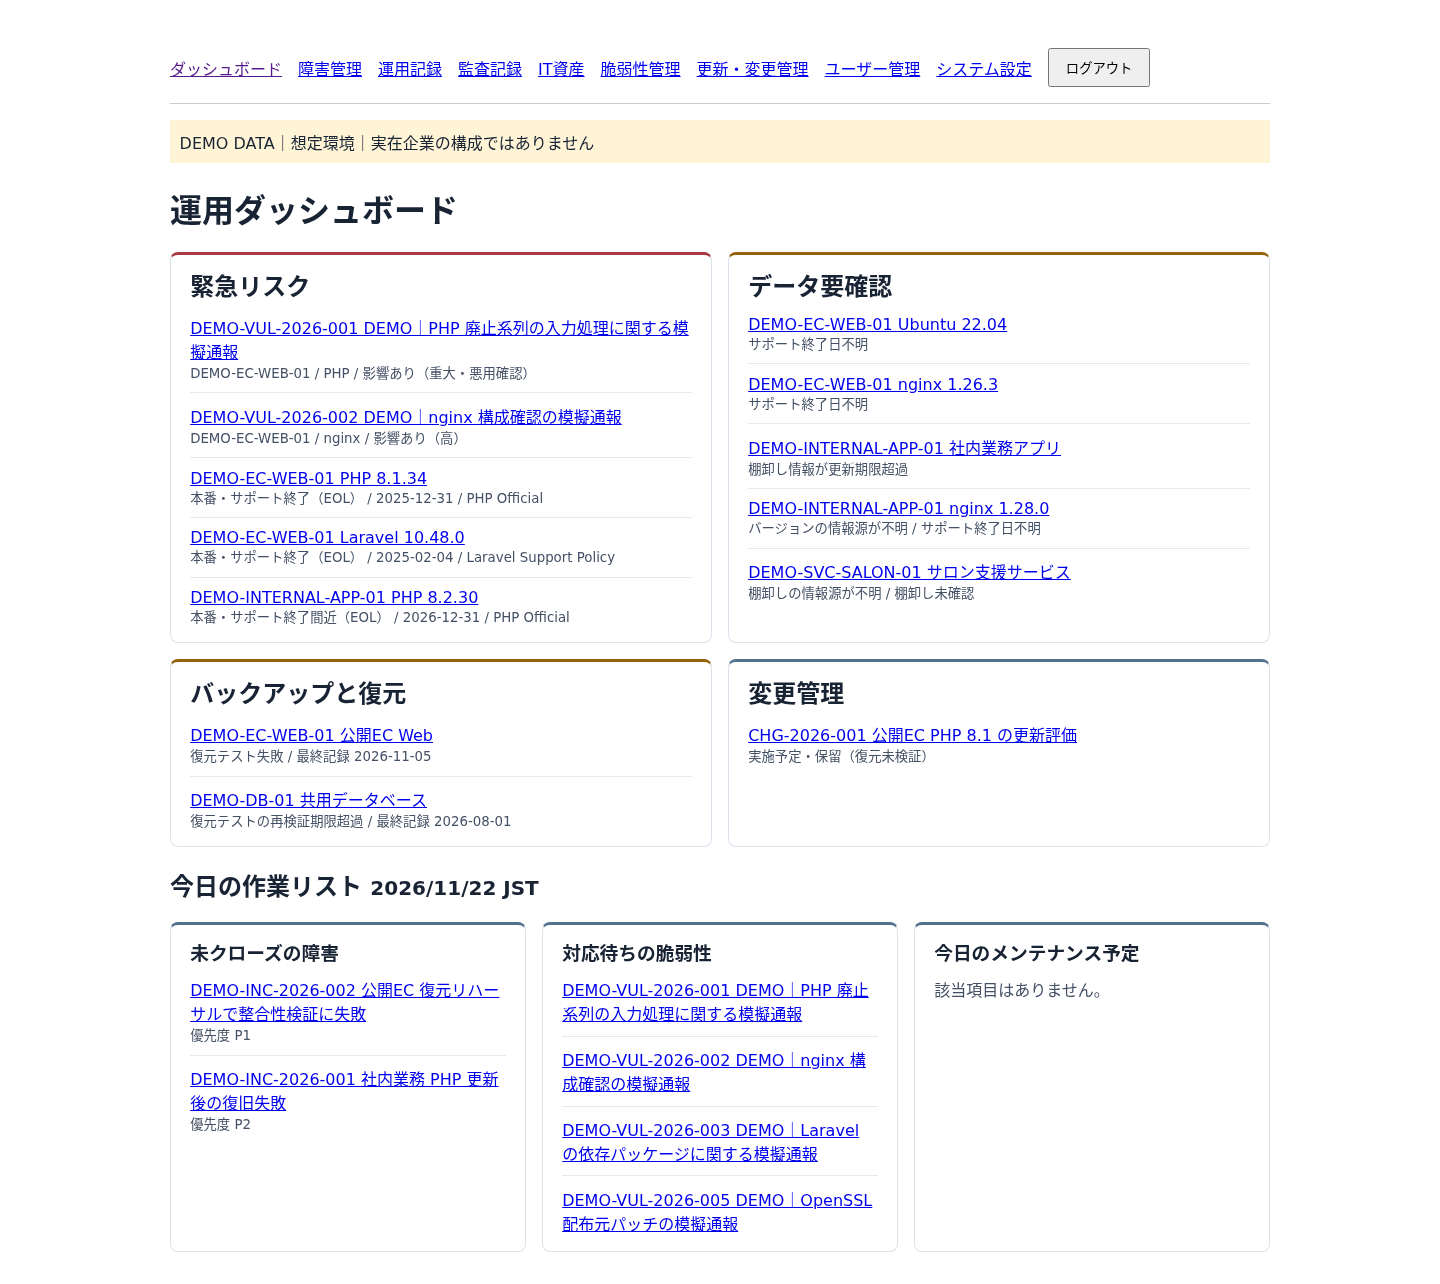 ダッシュボード 障害管理 運用記録 監査記録 IT資産 脆弱性管理 更新・変更管理 ユーザー管理 システム設定 ログアウト
DEMO DATA｜想定環境｜実在企業の構成ではありません
運用ダッシュボード
緊急リスク
DEMO-VUL-2026-001 DEMO｜PHP 廃止系列の入力処理に関する模
擬通報
DEMO-EC-WEB-01 / PHP / 影響あり（重大・悪用確認）
DEMO-VUL-2026-002 DEMO｜nginx 構成確認の模擬通報
DEMO-EC-WEB-01 / nginx / 影響あり（高）
DEMO-EC-WEB-01 PHP 8.1.34
本番・サポート終了（EOL） / 2025-12-31 / PHP Official
DEMO-EC-WEB-01 Laravel 10.48.0
本番・サポート終了（EOL） / 2025-02-04 / Laravel Support Policy
DEMO-INTERNAL-APP-01 PHP 8.2.30
本番・サポート終了間近（EOL） / 2026-12-31 / PHP Official
データ要確認
DEMO-EC-WEB-01 Ubuntu 22.04
サポート終了日不明
DEMO-EC-WEB-01 nginx 1.26.3
サポート終了日不明
DEMO-INTERNAL-APP-01 社内業務アプリ
棚卸し情報が更新期限超過
DEMO-INTERNAL-APP-01 nginx 1.28.0
バージョンの情報源が不明 / サポート終了日不明
DEMO-SVC-SALON-01 サロン支援サービス
棚卸しの情報源が不明 / 棚卸し未確認
バックアップと復元
DEMO-EC-WEB-01 公開EC Web
復元テスト失敗 / 最終記録 2026-11-05
DEMO-DB-01 共用データベース
復元テストの再検証期限超過 / 最終記録 2026-08-01
変更管理
CHG-2026-001 公開EC PHP 8.1 の更新評価
実施予定・保留（復元未検証）
今日の作業リスト 2026/11/22 JST
未クローズの障害
DEMO-INC-2026-002 公開EC 復元リハー
サルで整合性検証に失敗
優先度 P1
DEMO-INC-2026-001 社内業務 PHP 更新
後の復旧失敗
優先度 P2
対応待ちの脆弱性
DEMO-VUL-2026-001 DEMO｜PHP 廃止
系列の入力処理に関する模擬通報
DEMO-VUL-2026-002 DEMO｜nginx 構
成確認の模擬通報
DEMO-VUL-2026-003 DEMO｜Laravel
の依存パッケージに関する模擬通報
DEMO-VUL-2026-005 DEMO｜OpenSSL
配布元パッチの模擬通報
今日のメンテナンス予定
該当項目はありません。